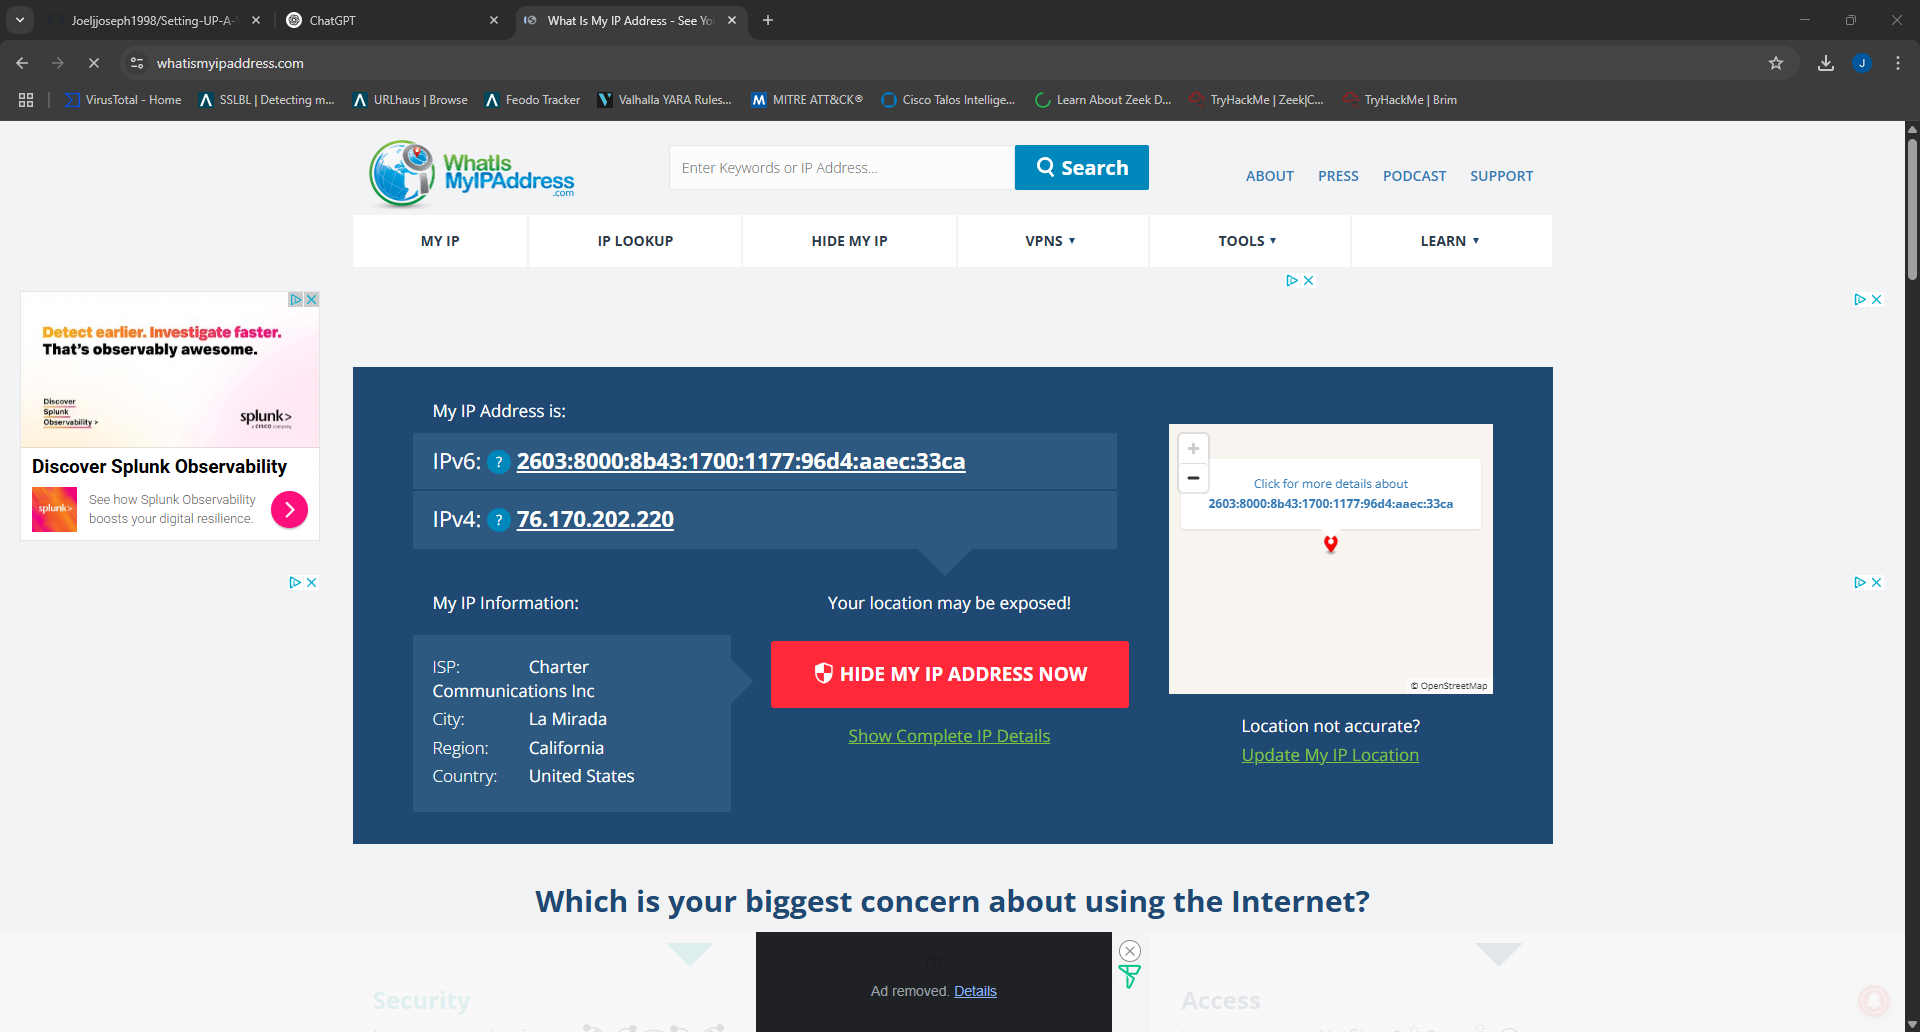 Joeljjoseph1998/Setting-UP-A-
ChatGPT
What Is My IP Address - See Yo
whatismyipaddress.com
J
VirusTotal - Home
SSLBL | Detecting m...
URLhaus | Browse
Feodo Tracker
Valhalla YARA Rules...
M
MITRE ATT&CK®
Cisco Talos Intellige...
Learn About Zeek D...
TryHackMe | Zeek|C...
TryHackMe | Brim
WhatIs
MyIPAddress
.com
Enter Keywords or IP Address...
Search
ABOUT
PRESS
PODCAST
SUPPORT
MY IP
IP LOOKUP
HIDE MY IP
VPNS
TOOLS
LEARN
Detect earlier. Investigate faster.
That's observably awesome.
Discover
Splunk
Observability >
splunk>
a CISCO company
Discover Splunk Observability
splunk>
See how Splunk Observability
boosts your digital resilience.
My IP Address is:
IPv6: ? 2603:8000:8b43:1700:1177:96d4:aaec:33ca
IPv4: ? 76.170.202.220
My IP Information:
ISP: Charter
Communications Inc
City: La Mirada
Region: California
Country: United States
Your location may be exposed!
HIDE MY IP ADDRESS NOW
Show Complete IP Details
+
−
Click for more details about
2603:8000:8b43:1700:1177:96d4:aaec:33ca
© OpenStreetMap
Location not accurate?
Update My IP Location
Which is your biggest concern about using the Internet?
Security
Ad removed. Details
Access